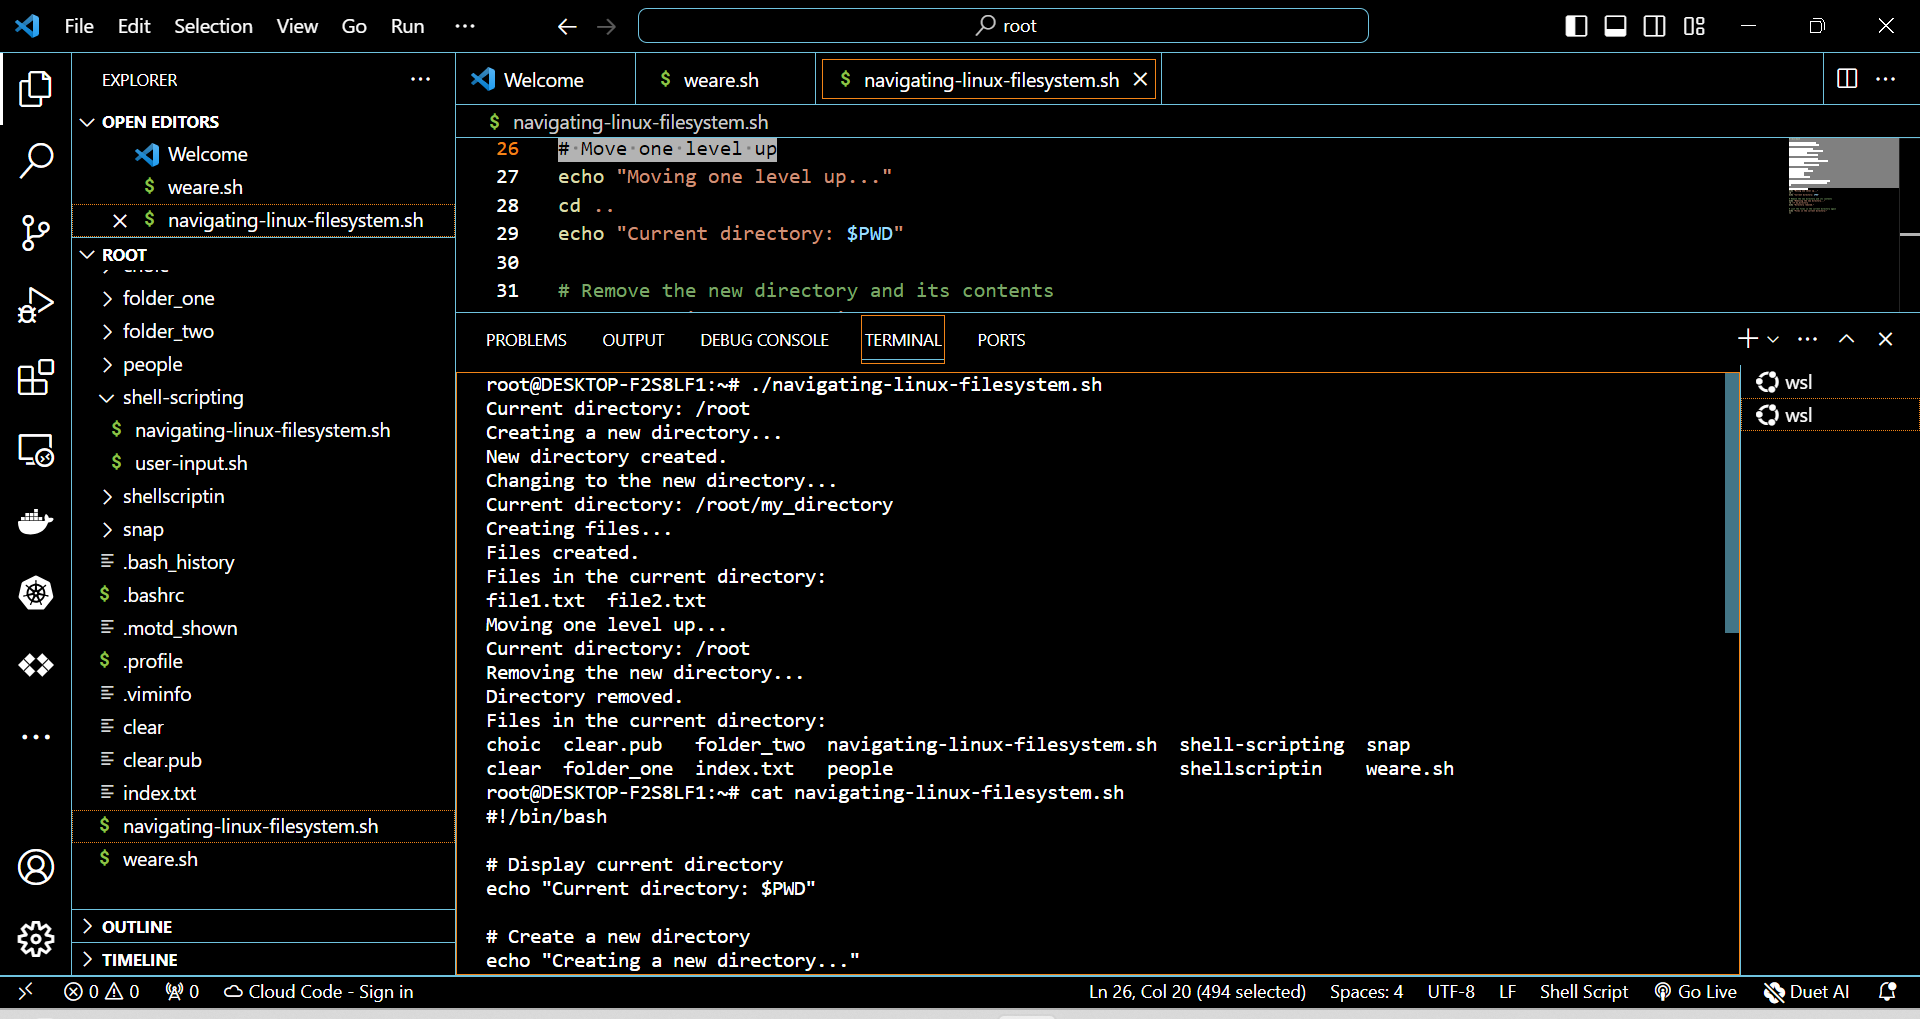 File Edit Selection View Go Run ···
root
EXPLORER ···
OPEN EDITORS
Welcome
$ weare.sh
$ navigating-linux-filesystem.sh
ROOT
choic
folder_one
folder_two
people
shell-scripting
$ navigating-linux-filesystem.sh
$ user-input.sh
shellscriptin
snap
.bash_history
$ .bashrc
.motd_shown
$ .profile
.viminfo
clear
clear.pub
index.txt
$ navigating-linux-filesystem.sh
$ weare.sh
OUTLINE
TIMELINE
Welcome
$ weare.sh
$ navigating-linux-filesystem.sh
$ navigating-linux-filesystem.sh
26 # Move one level up
27 echo "Moving one level up..."
28 cd ..
29 echo "Current directory: $PWD"
30
31 # Remove the new directory and its contents
PROBLEMS OUTPUT DEBUG CONSOLE TERMINAL PORTS
root@DESKTOP-F2S8LF1:~# ./navigating-linux-filesystem.sh
Current directory: /root
Creating a new directory...
New directory created.
Changing to the new directory...
Current directory: /root/my_directory
Creating files...
Files created.
Files in the current directory:
file1.txt file2.txt
Moving one level up...
Current directory: /root
Removing the new directory...
Directory removed.
Files in the current directory:
choic clear.pub folder_two navigating-linux-filesystem.sh shell-scripting snap
clear folder_one index.txt people shellscriptin weare.sh
root@DESKTOP-F2S8LF1:~# cat navigating-linux-filesystem.sh
#!/bin/bash
# Display current directory
echo "Current directory: $PWD"
# Create a new directory
echo "Creating a new directory..."
wsl
wsl
0 0 0 Cloud Code - Sign in Ln 26, Col 20 (494 selected) Spaces: 4 UTF-8 LF Shell Script Go Live Duet AI